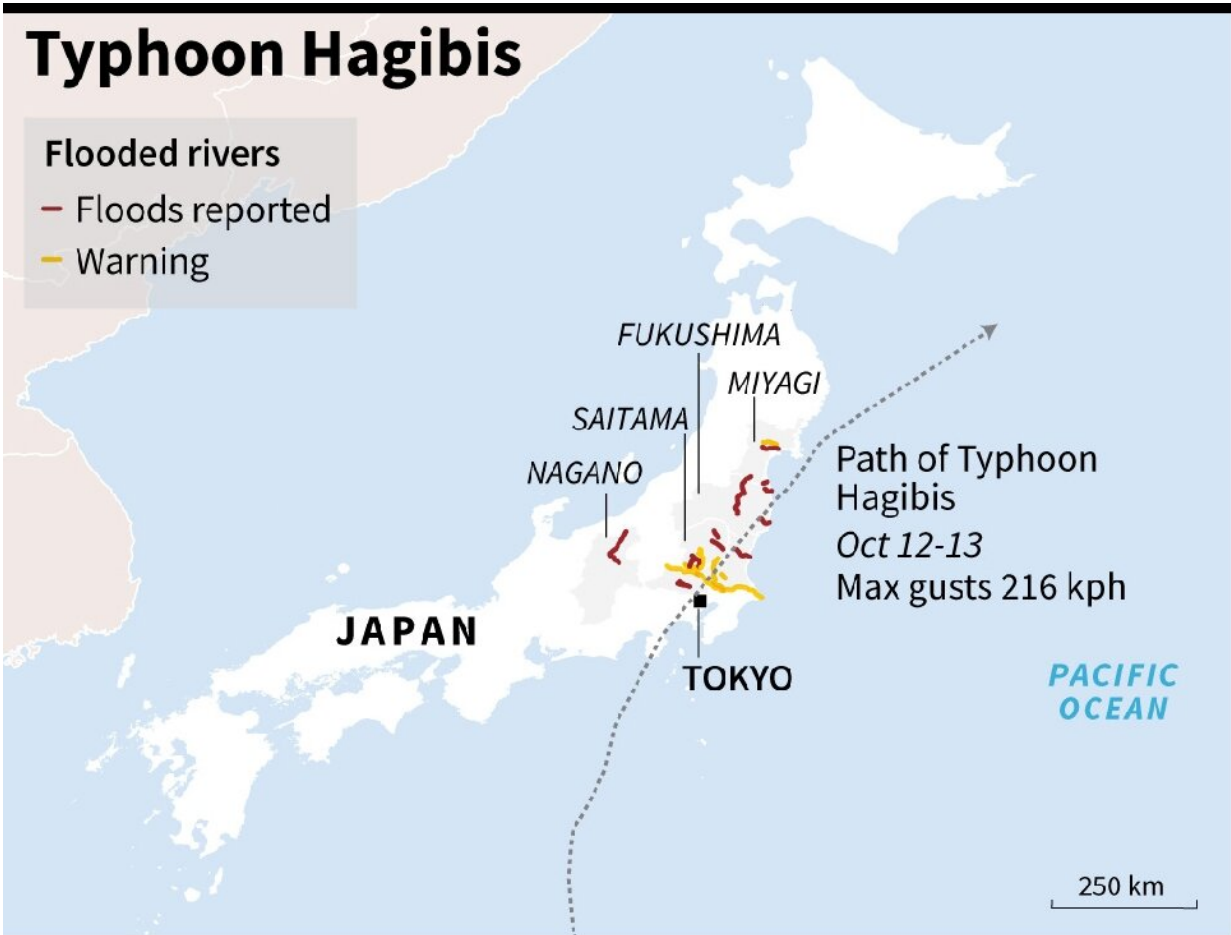 Typhoon Hagibis
Flooded rivers
Floods reported
Warning
FUKUSHIMA
MIYAGI
SAITAMA
NAGANO
Path of Typhoon
Hagibis
Oct 12-13
Max gusts 216 kph
JAPAN
TOKYO
PACIFIC
OCEAN
250 km